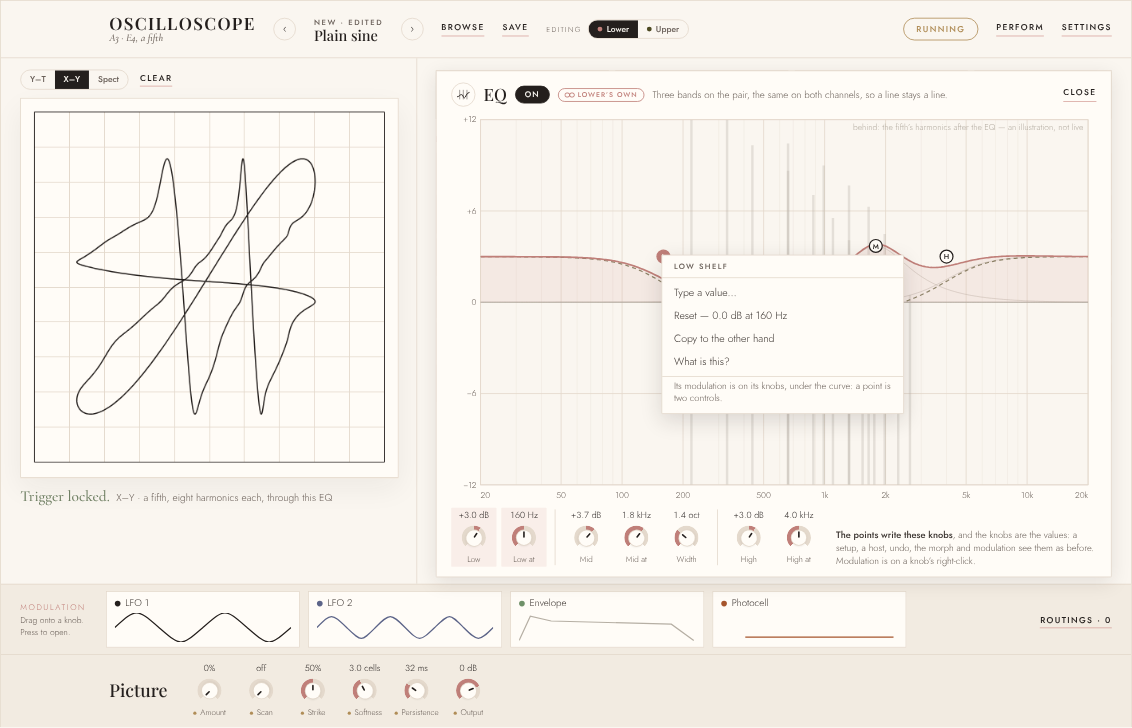 OSCILLOSCOPE
A3 · E4, a fifth
‹
NEW · EDITED
Plain sine
›
BROWSE
SAVE
EDITING
Lower
Upper
RUNNING
PERFORM
SETTINGS
Y–T
X–Y
Spect
CLEAR
Trigger locked. X–Y · a fifth, eight harmonics each, through this EQ
EQ
ON
LOWER'S OWN
Three bands on the pair, the same on both channels, so a line stays a line.
CLOSE
behind: the fifth's harmonics after the EQ — an illustration, not live
+12
+6
0
−6
−12
M
H
LOW SHELF
Type a value...
Reset — 0.0 dB at 160 Hz
Copy to the other hand
What is this?
Its modulation is on its knobs, under the curve: a point is
two controls.
20 50 100 200 500 1k 2k 5k 10k 20k
+3.0 dB 160 Hz +3.7 dB 1.8 kHz 1.4 oct +3.0 dB 4.0 kHz
Low Low at Mid Mid at Width High High at
The points write these knobs, and the knobs are the values: a
setup, a host, undo, the morph and modulation see them as before.
Modulation is on a knob's right-click.
MODULATION
Drag onto a knob.
Press to open.
LFO 1
LFO 2
Envelope
Photocell
ROUTINGS · 0
Picture
0% off 50% 3.0 cells 32 ms 0 dB
Amount Scan Strike Softness Persistence Output